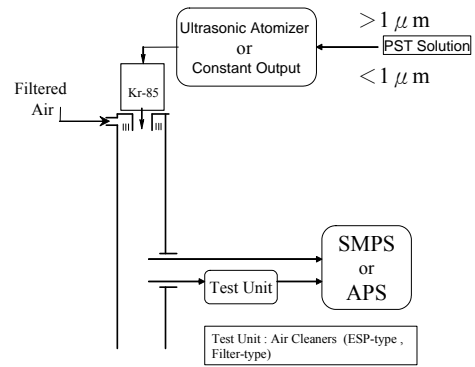 Ultrasonic Atomizer
or
Constant Output
>1 μm
PST Solution
<1 μm
Kr-85
Filtered
Air
SMPS
or
APS
Test Unit
Test Unit : Air Cleaners (ESP-type ,
Filter-type)